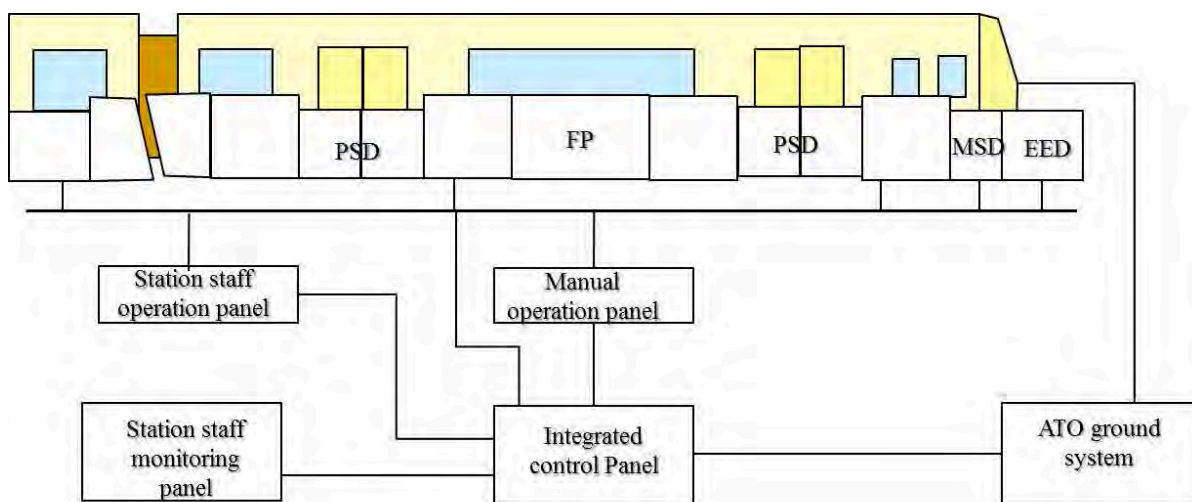 PSD
FP
PSD
MSD
EED
Station staff
operation panel
Manual
operation panel
Station staff
monitoring
panel
Integrated
control Panel
ATO ground
system